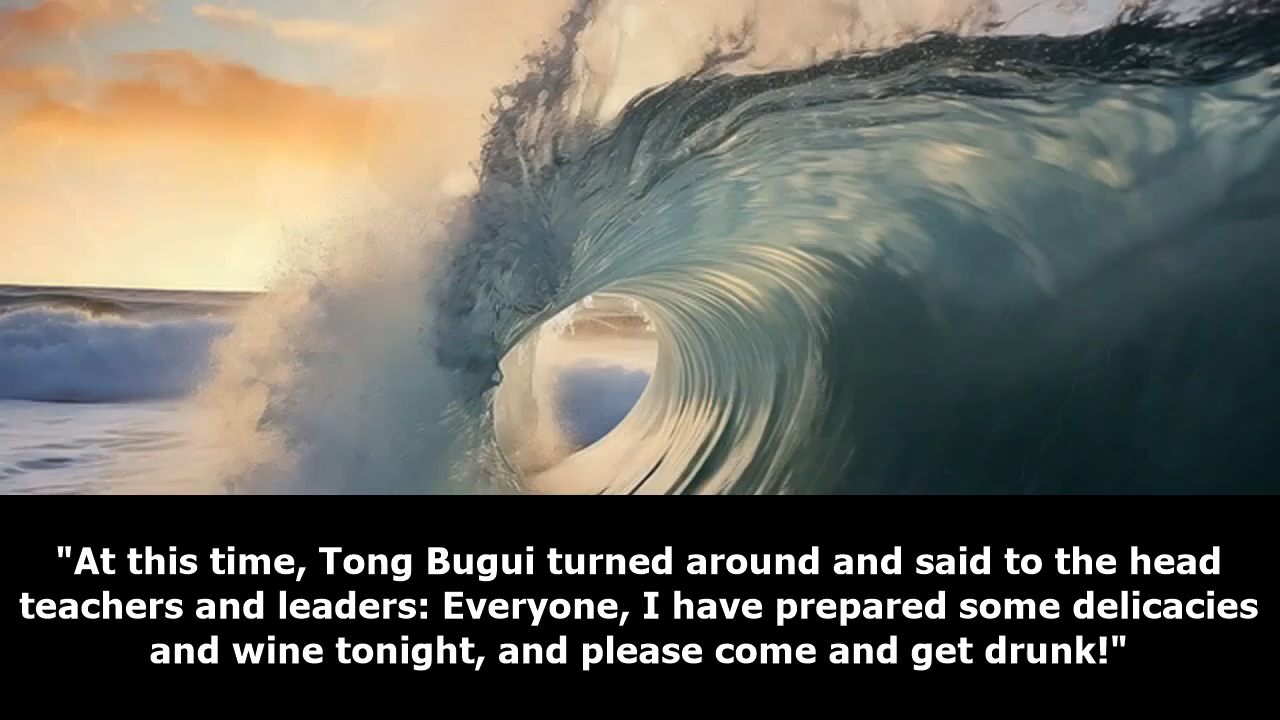 "At this time, Tong Bugui turned around and said to the head
teachers and leaders: Everyone, I have prepared some delicacies
and wine tonight, and please come and get drunk!"